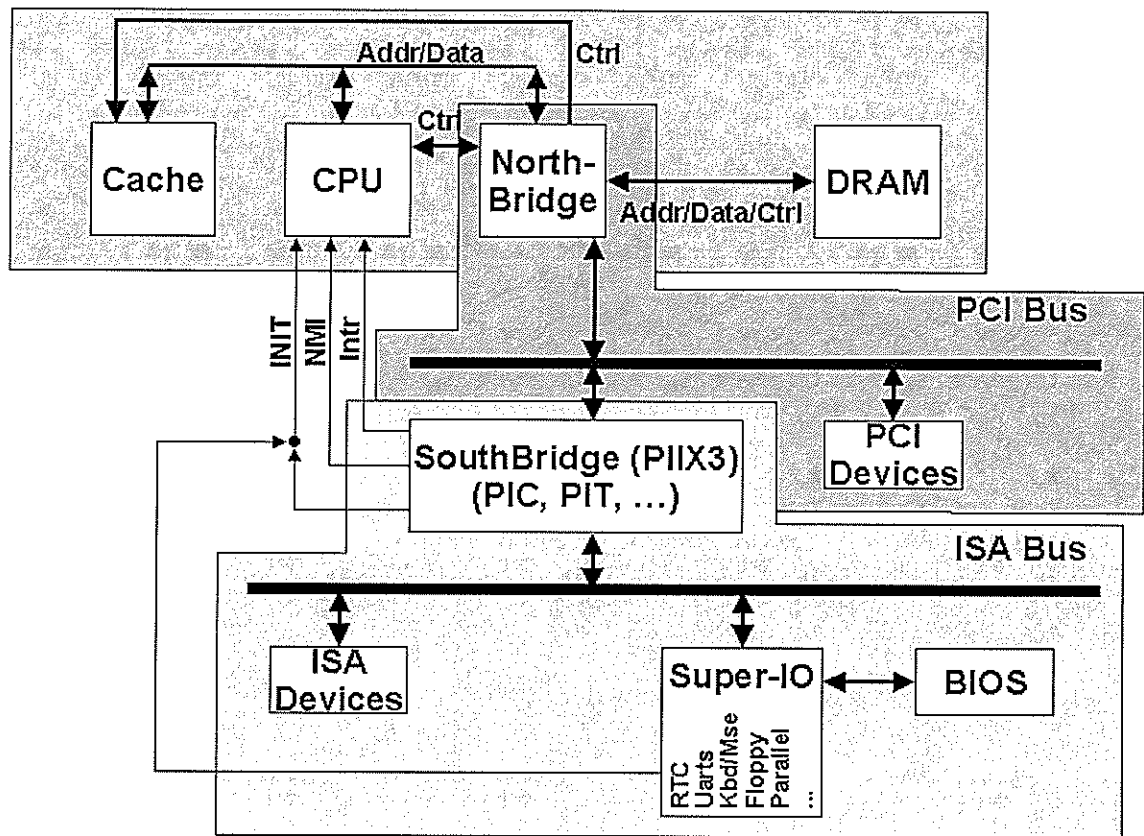 Addr/Data
Ctrl
Cache
CPU
Ctrl
North-
Bridge
DRAM
Addr/Data/Ctrl
INIT
NMI
Intr
PCI Bus
SouthBridge (PIIX3)
(PIC, PIT, ...)
PCI
Devices
ISA Bus
ISA
Devices
Super-IO
BIOS
RTC
Uarts
Kbd/Mse
Floppy
Parallel
...